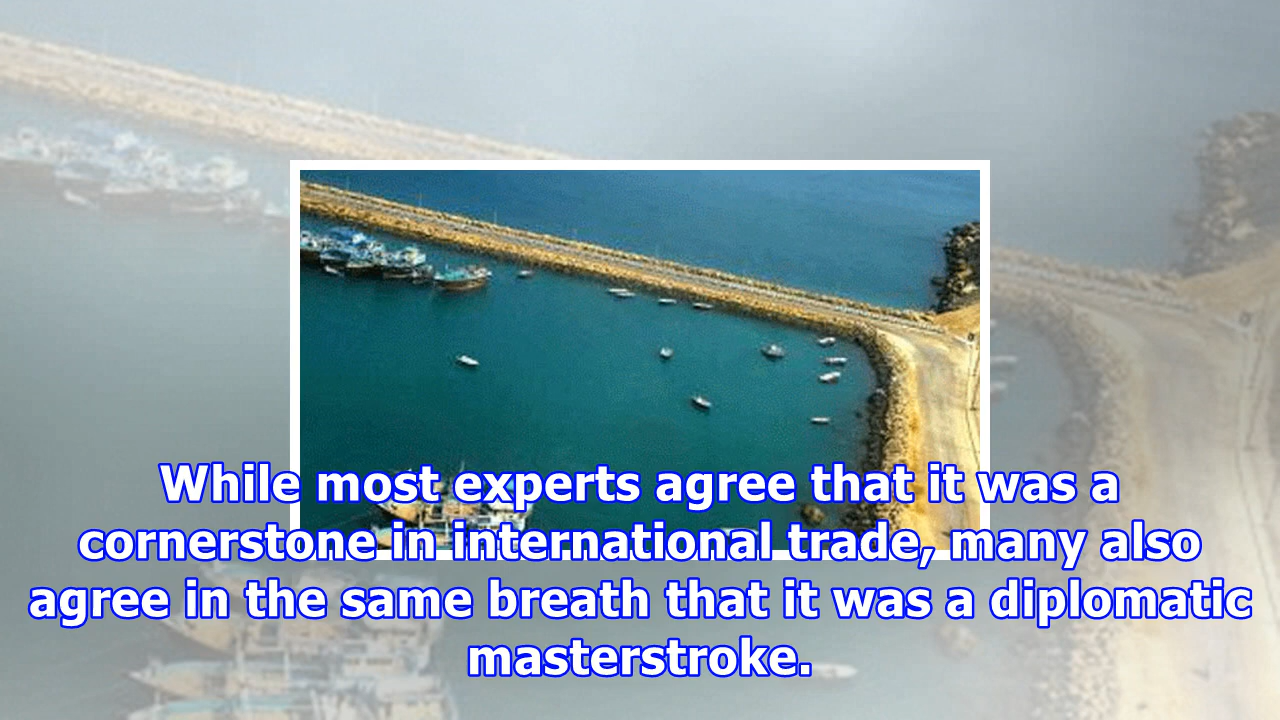 While most experts agree that it was a
cornerstone in international trade, many also
agree in the same breath that it was a diplomatic
masterstroke.